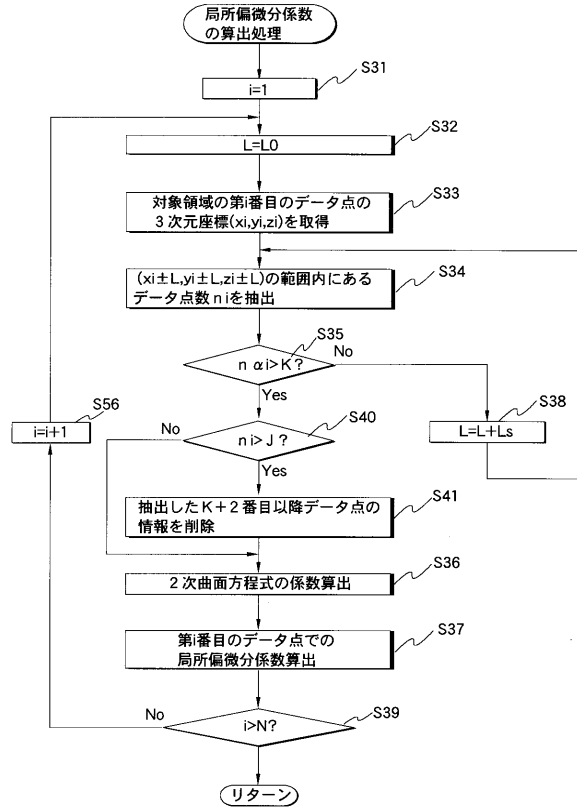 局所偏微分係数
の算出処理
S31
i=1
S32
L=L0
S33
対象領域の第i番目のデータ点の
3次元座標(xi,yi,zi)を取得
S34
(xi±L,yi±L,zi±L)の範囲内にある
データ点数niを抽出
S35
n αi>K?
No
Yes
S38
L=L+Ls
S56
i=i+1
S40
No
ni>J?
Yes
S41
抽出したK+2番目以降データ点の
情報を削除
S36
2次曲面方程式の係数算出
S37
第i番目のデータ点での
局所偏微分係数算出
S39
No
i>N?
Yes
リターン